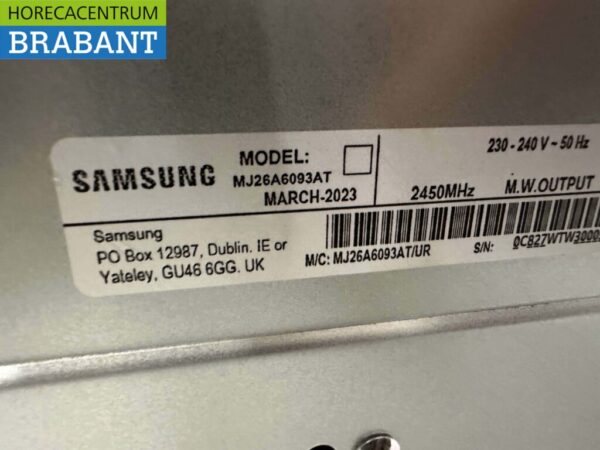 HORECACENTRUM
BRABANT
SAMSUNG
MODEL:
MJ26A6093AT
MARCH-2023
230 - 240 V ~ 50 Hz
2450MHz
M.W.OUTPUT
Samsung
PO Box 12987, Dublin. IE or
Yateley, GU46 6GG. UK
M/C: MJ26A6093AT/UR
S/N: